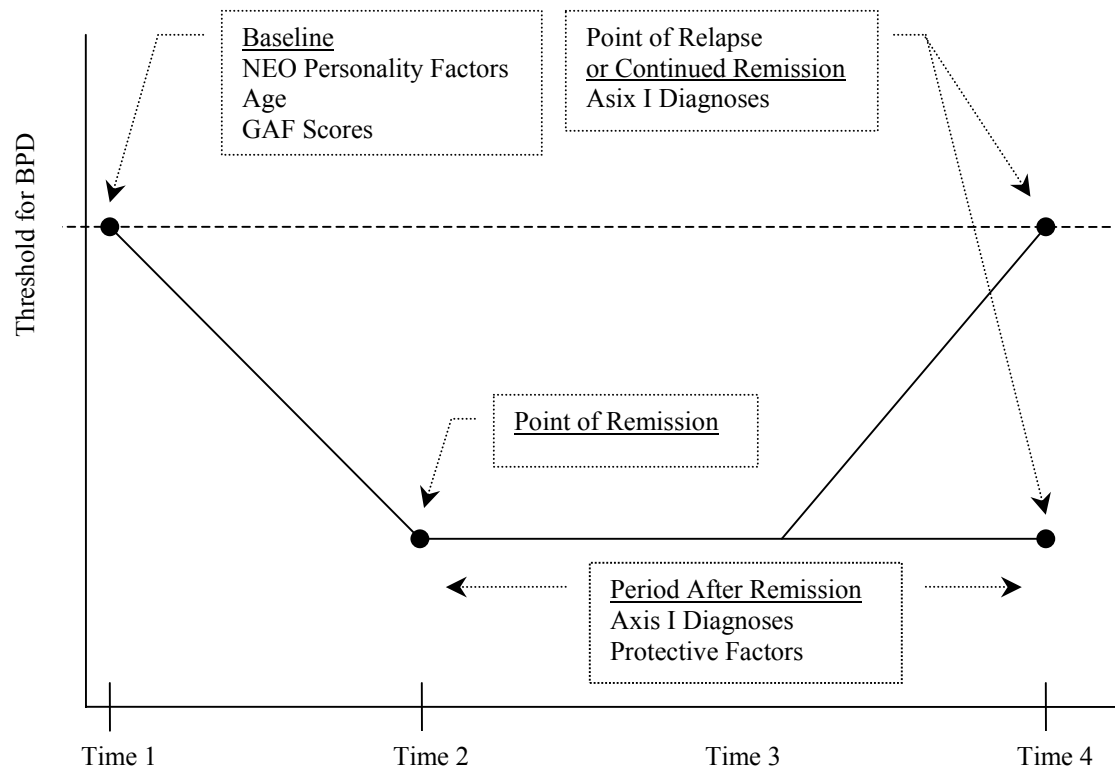 Baseline
NEO Personality Factors
Age
GAF Scores
Point of Relapse
or Continued Remission
Asix I Diagnoses
Threshold for BPD
Point of Remission
Period After Remission
Axis I Diagnoses
Protective Factors
Time 1
Time 2
Time 3
Time 4